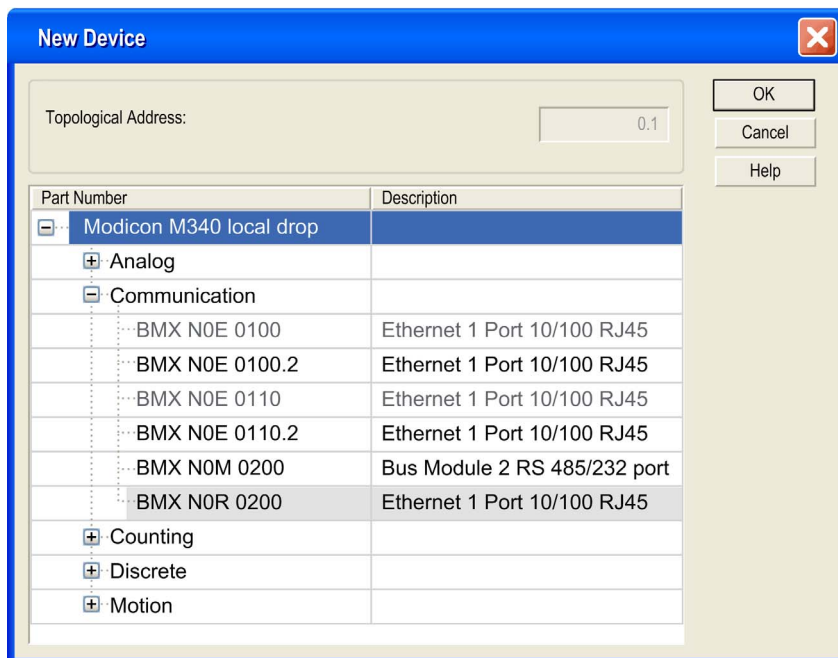 New Device
Topological Address:
0.1
OK
Cancel
Help
Part Number Description
Modicon M340 local drop
Analog
Communication
BMX N0E 0100 Ethernet 1 Port 10/100 RJ45
BMX N0E 0100.2 Ethernet 1 Port 10/100 RJ45
BMX N0E 0110 Ethernet 1 Port 10/100 RJ45
BMX N0E 0110.2 Ethernet 1 Port 10/100 RJ45
BMX N0M 0200 Bus Module 2 RS 485/232 port
BMX N0R 0200 Ethernet 1 Port 10/100 RJ45
Counting
Discrete
Motion